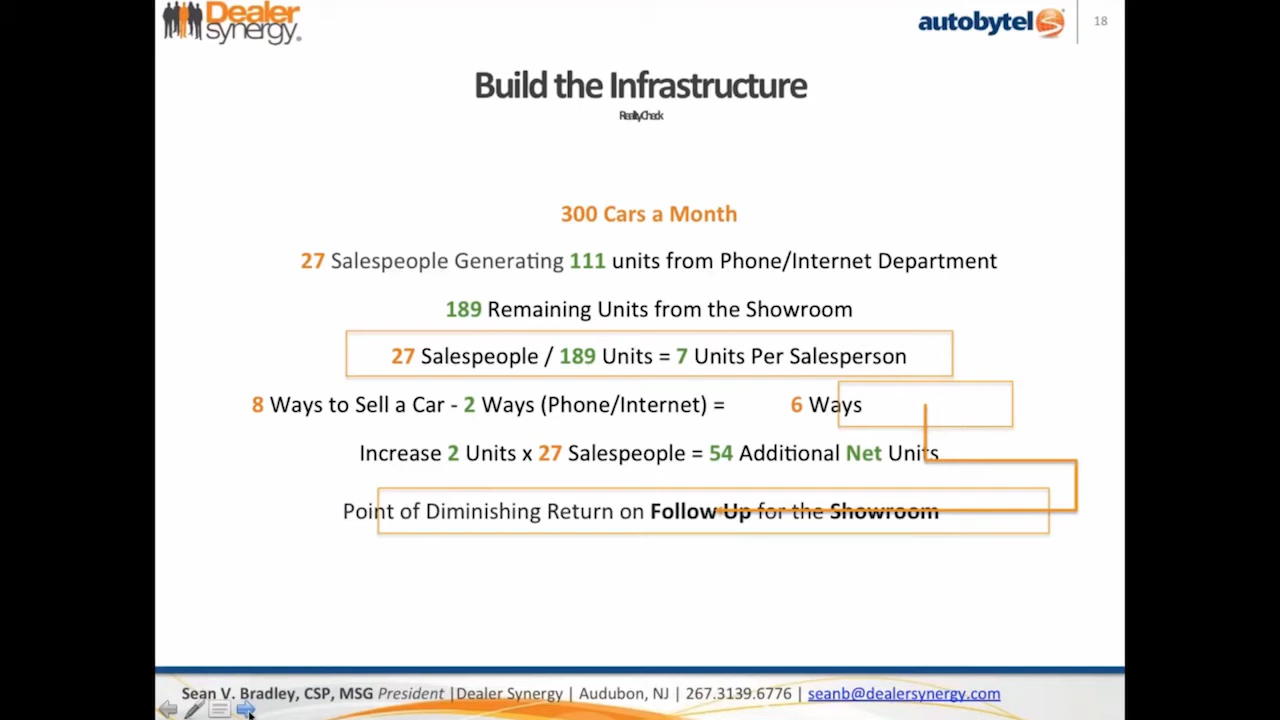 Dealer
synergy®
autobytel
18
Build the Infrastructure
Reality Check
300 Cars a Month
27 Salespeople Generating 111 units from Phone/Internet Department
189 Remaining Units from the Showroom
27 Salespeople / 189 Units = 7 Units Per Salesperson
8 Ways to Sell a Car - 2 Ways (Phone/Internet) = 6 Ways
Increase 2 Units x 27 Salespeople = 54 Additional Net Units
Point of Diminishing Return on Follow Up for the Showroom
Sean V. Bradley, CSP, MSG President |Dealer Synergy | Audubon, NJ | 267.3139.6776 | seanb@dealersynergy.com